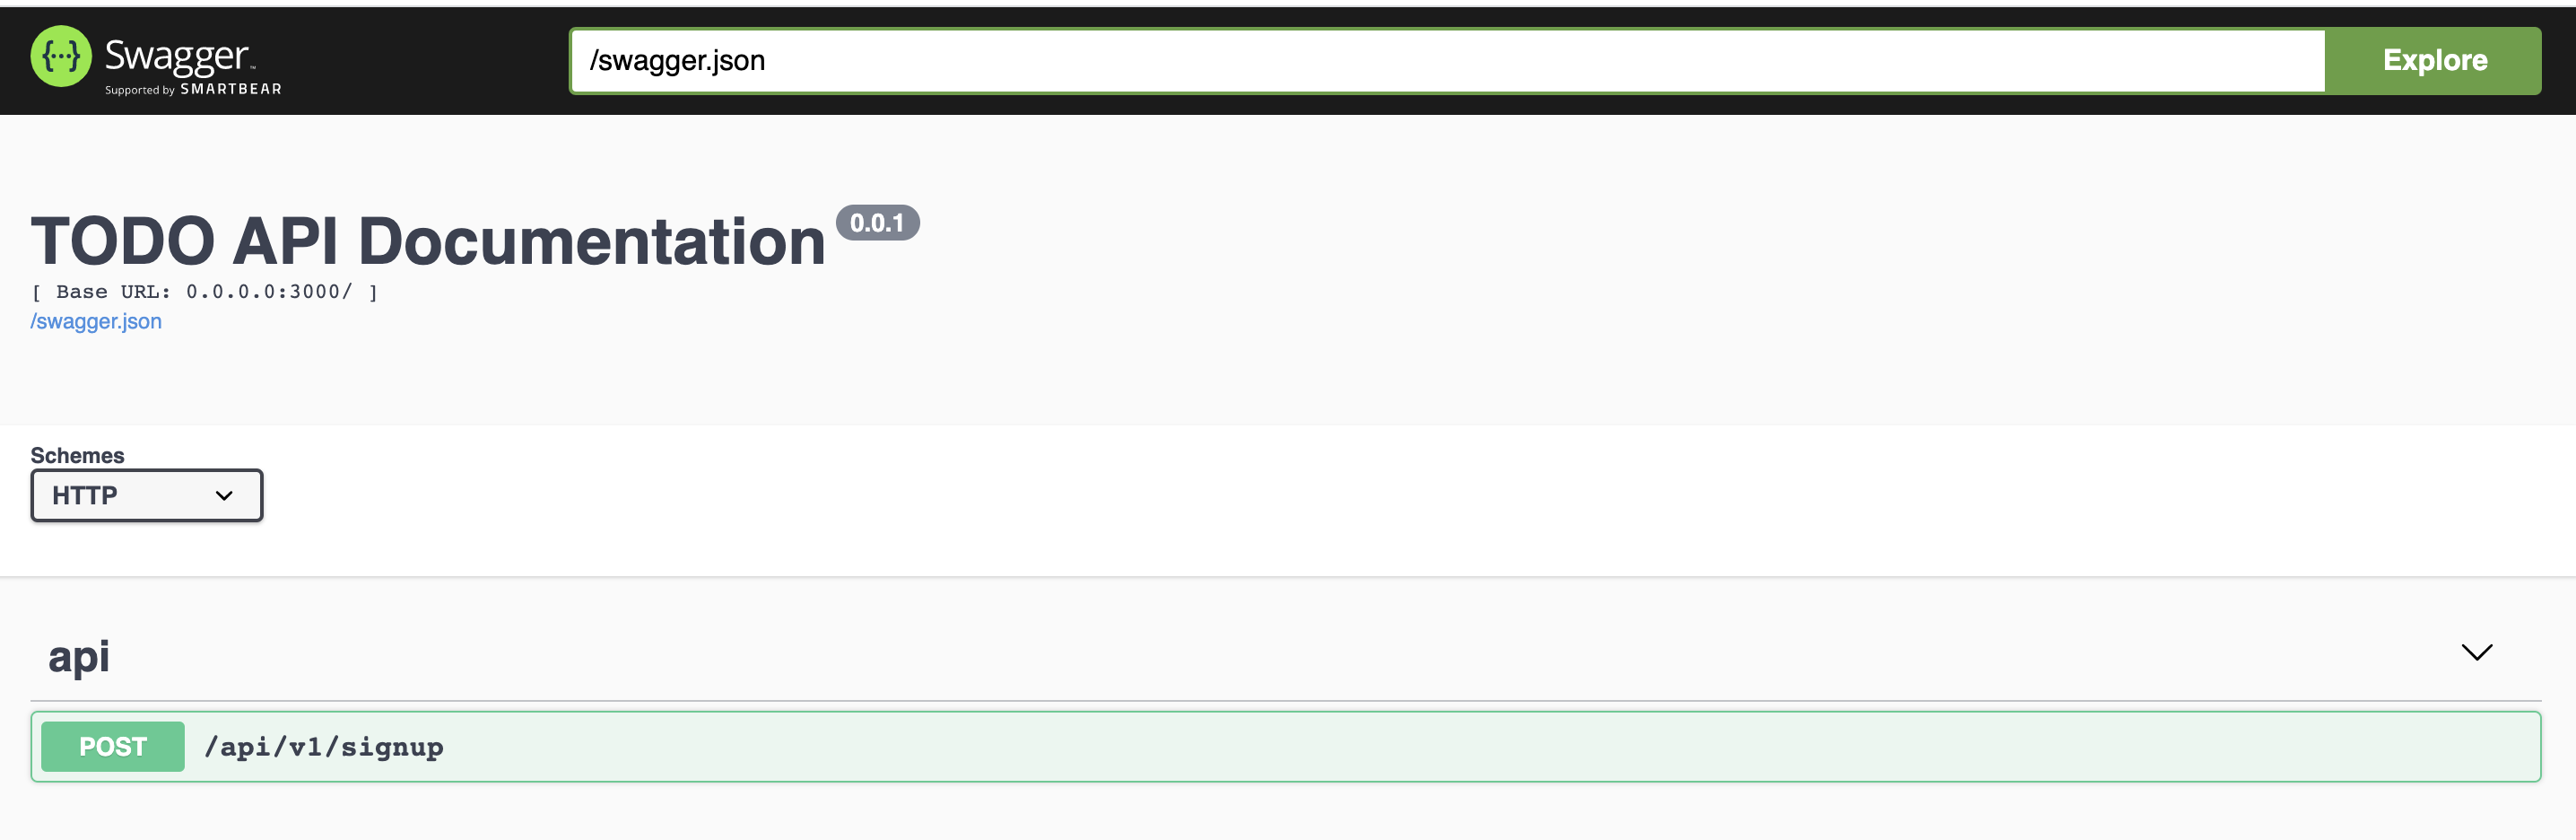 Swagger™
Supported by SMARTBEAR
/swagger.json
Explore
TODO API Documentation 0.0.1
[ Base URL: 0.0.0.0:3000/ ]
/swagger.json
Schemes
HTTP
api
POST /api/v1/signup